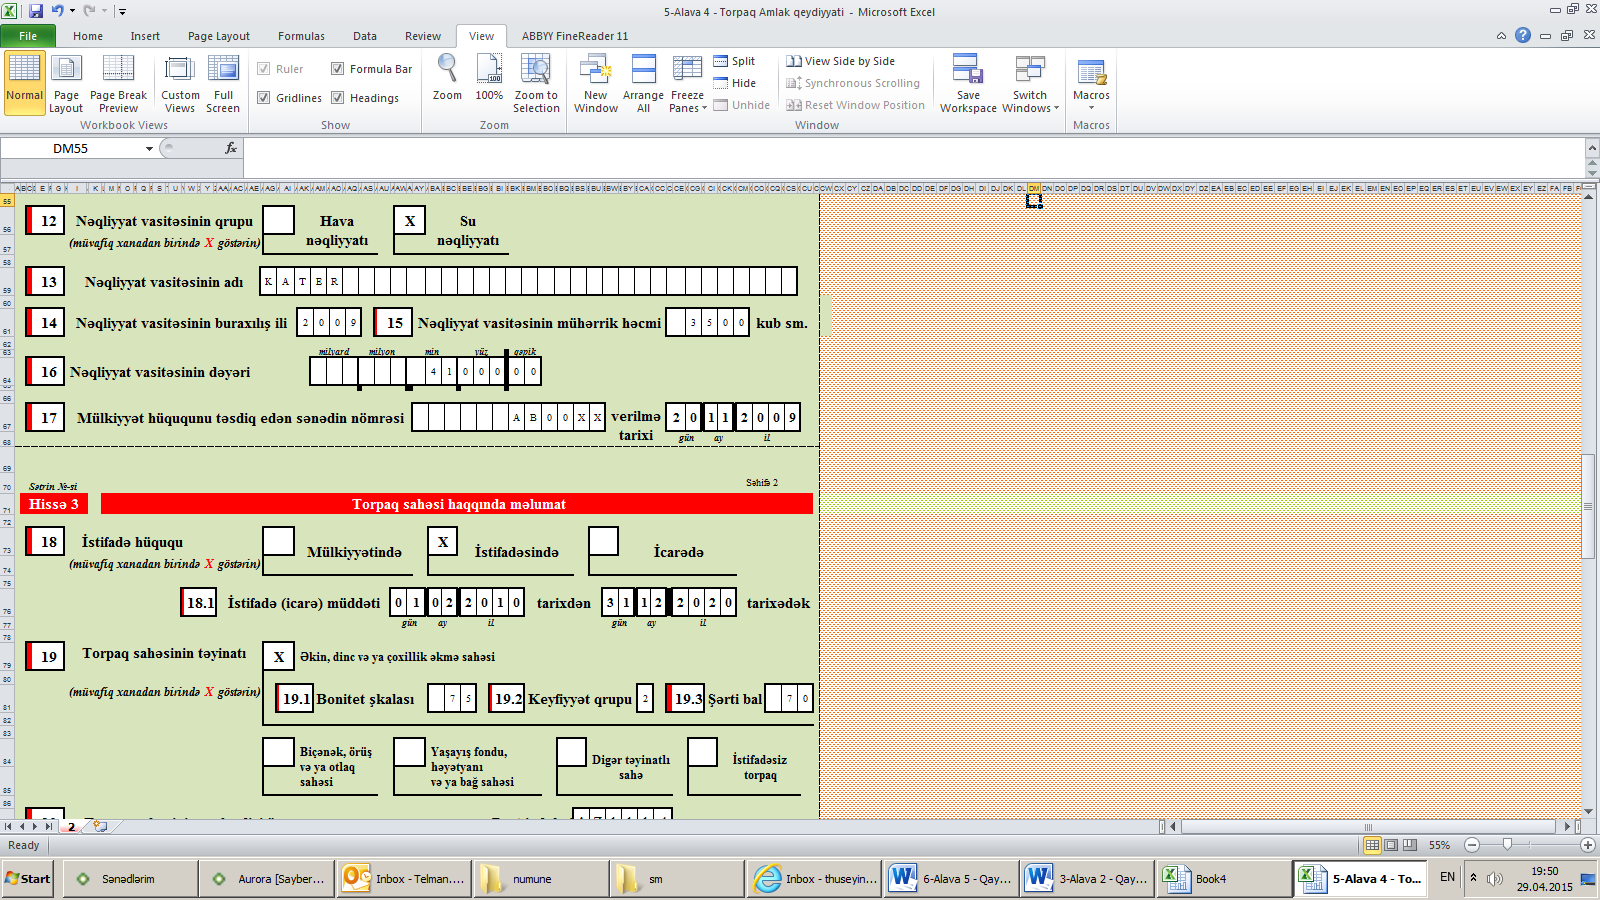 5-Alava 4 - Torpaq Amlak qeydiyyati - Microsoft Excel
File Home Insert Page Layout Formulas Data Review View ABBYY FineReader 11
Normal Page Layout Page Break Preview Custom Views Full Screen
Ruler Formula Bar
Gridlines Headings
Zoom 100% Zoom to Selection
New Window Arrange All Freeze Panes
Split
Hide
Unhide
View Side by Side
Synchronous Scrolling
Reset Window Position
Save Workspace Switch Windows Macros
Workbook Views Show Zoom Window Macros
DM55 fx
12 Nəqliyyat vasitəsinin qrupu Hava nəqliyyatı X Su nəqliyyatı
(müvafiq xanadan birində X göstərin)
13 Nəqliyyat vasitəsinin adı K A T E R
14 Nəqliyyat vasitəsinin buraxılış ili 2 0 0 9 15 Nəqliyyat vasitəsinin mühərrik həcmi 3 5 0 0 kub sm.
milyard milyon min yüz qəpik
16 Nəqliyyat vasitəsinin dəyəri 4 1 0 0 0 0 0
17 Mülkiyyət hüququnu təsdiq edən sənədin nömrəsi A B 0 0 X X verilmə tarixi 2 0 1 1 2 0 0 9
gün ay il
Sətrin №-si Səhifə 2
Hissə 3 Torpaq sahəsi haqqında məlumat
18 İstifadə hüququ Mülkiyyətində X İstifadəsində İcarədə
(müvafiq xanadan birində X göstərin)
18.1 İstifadə (icarə) müddəti 0 1 0 2 2 0 1 0 tarixdən 3 1 1 2 2 0 2 0 tarixədək
gün ay il gün ay il
19 Torpaq sahəsinin təyinatı X Əkin, dinc və ya çoxillik əkmə sahəsi
(müvafiq xanadan birində X göstərin)
19.1 Bonitet şkalası 7 5 19.2 Keyfiyyət qrupu 2 19.3 Şərti bal 7 0
Biçənək, örüş və ya otlaq sahəsi Yaşayış fondu, həyətyanı və ya bağ sahəsi Digər təyinatlı sahə İstifadəsiz torpaq
2
Ready 55%
Start Sənədlərim Aurora [Sayber... Inbox - Telman.... numune sm Inbox - thuseyin... 6-Alava 5 - Qay... 3-Alava 2 - Qay... Book4 5-Alava 4 - To... EN 19:50
29.04.2015